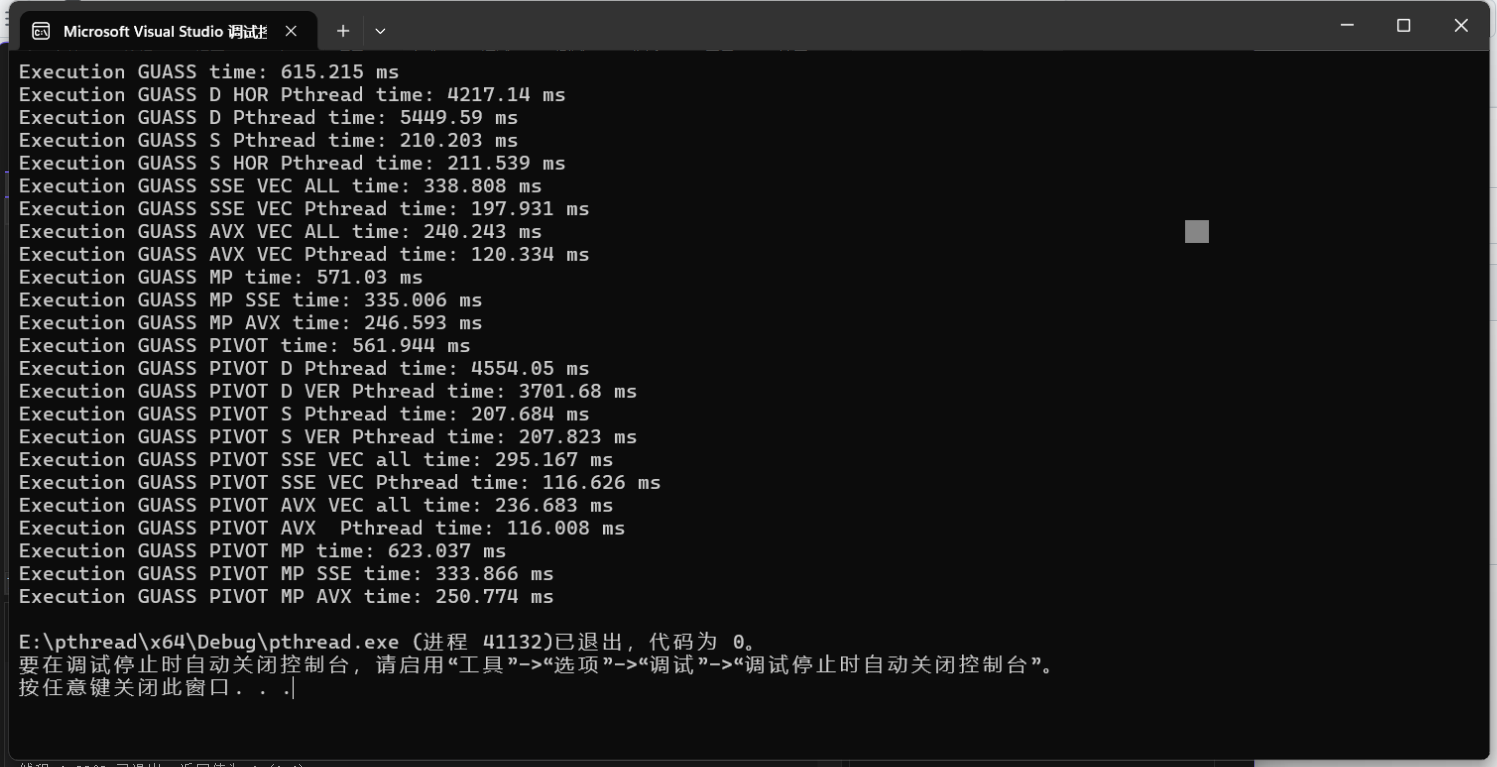 Microsoft Visual Studio 调试控
Execution GUASS time: 615.215 ms
Execution GUASS D HOR Pthread time: 4217.14 ms
Execution GUASS D Pthread time: 5449.59 ms
Execution GUASS S Pthread time: 210.203 ms
Execution GUASS S HOR Pthread time: 211.539 ms
Execution GUASS SSE VEC ALL time: 338.808 ms
Execution GUASS SSE VEC Pthread time: 197.931 ms
Execution GUASS AVX VEC ALL time: 240.243 ms
Execution GUASS AVX VEC Pthread time: 120.334 ms
Execution GUASS MP time: 571.03 ms
Execution GUASS MP SSE time: 335.006 ms
Execution GUASS MP AVX time: 246.593 ms
Execution GUASS PIVOT time: 561.944 ms
Execution GUASS PIVOT D Pthread time: 4554.05 ms
Execution GUASS PIVOT D VER Pthread time: 3701.68 ms
Execution GUASS PIVOT S Pthread time: 207.684 ms
Execution GUASS PIVOT S VER Pthread time: 207.823 ms
Execution GUASS PIVOT SSE VEC all time: 295.167 ms
Execution GUASS PIVOT SSE VEC Pthread time: 116.626 ms
Execution GUASS PIVOT AVX VEC all time: 236.683 ms
Execution GUASS PIVOT AVX  Pthread time: 116.008 ms
Execution GUASS PIVOT MP time: 623.037 ms
Execution GUASS PIVOT MP SSE time: 333.866 ms
Execution GUASS PIVOT MP AVX time: 250.774 ms
E:\pthread\x64\Debug\pthread.exe (进程 41132)已退出，代码为 0。
要在调试停止时自动关闭控制台，请启用“工具”->“选项”->“调试”->“调试停止时自动关闭控制台”。
按任意键关闭此窗口. . .